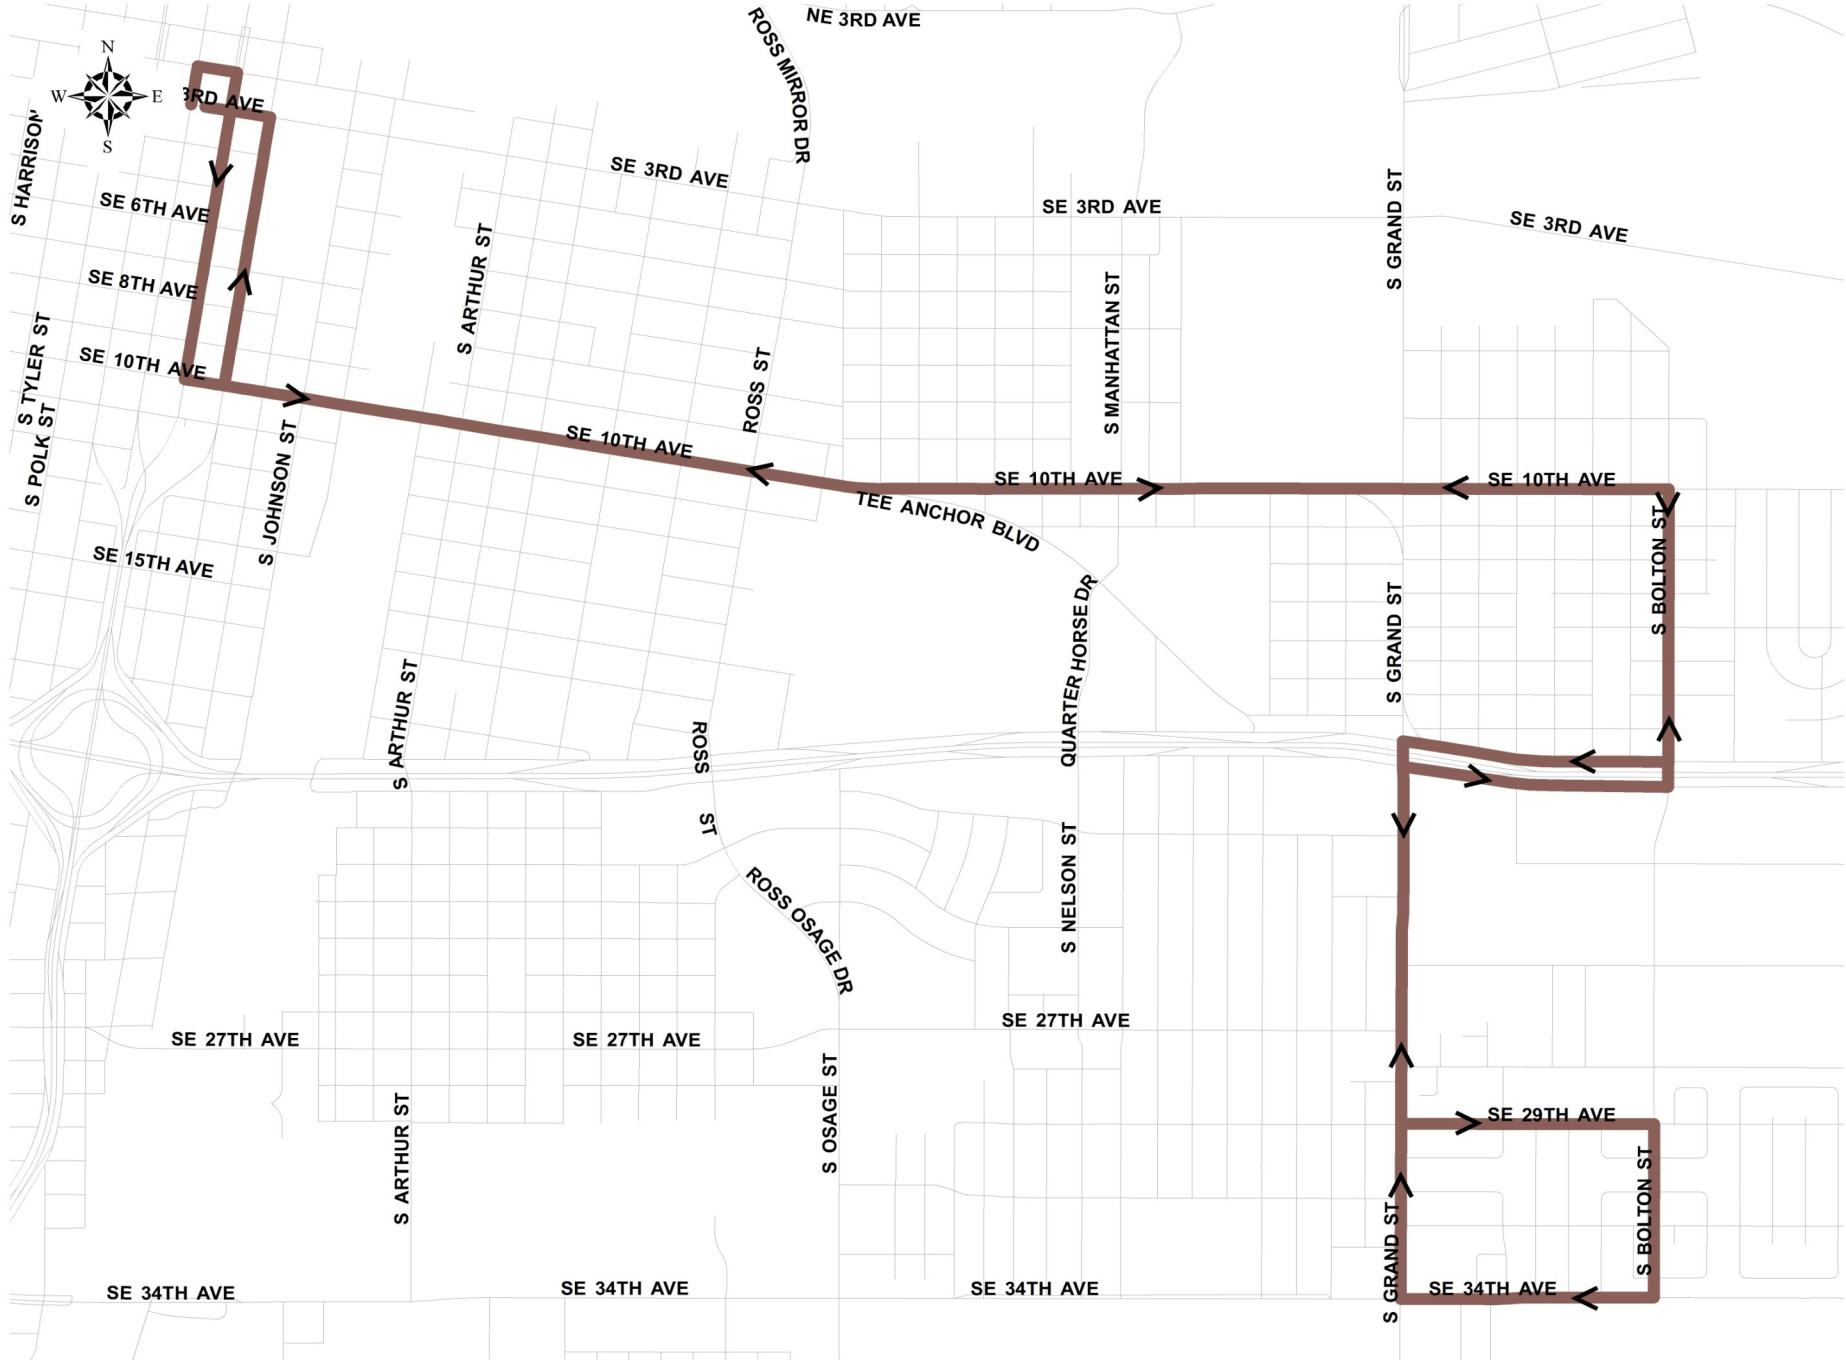 NE 3RD AVE
ROSS MIRROR DR
N
W
E
S
3RD AVE
S HARRISON
SE 3RD AVE
SE 6TH AVE
SE 3RD AVE
S GRAND ST
SE 3RD AVE
SE 8TH AVE
S ARTHUR ST
S MANHATTAN ST
SE 10TH AVE
S TYLER ST
ROSS ST
S POLK ST
SE 10TH AVE
S JOHNSON ST
SE 10TH AVE
SE 10TH AVE
TEE ANCHOR BLVD
S BOLTON ST
SE 15TH AVE
QUARTER HORSE DR
S GRAND ST
S ARTHUR ST
ROSS ST
S NELSON ST
ROSS OSAGE DR
SE 27TH AVE
SE 27TH AVE
SE 27TH AVE
S OSAGE ST
SE 29TH AVE
S ARTHUR ST
S BOLTON ST
S GRAND ST
SE 34TH AVE
SE 34TH AVE
SE 34TH AVE
SE 34TH AVE